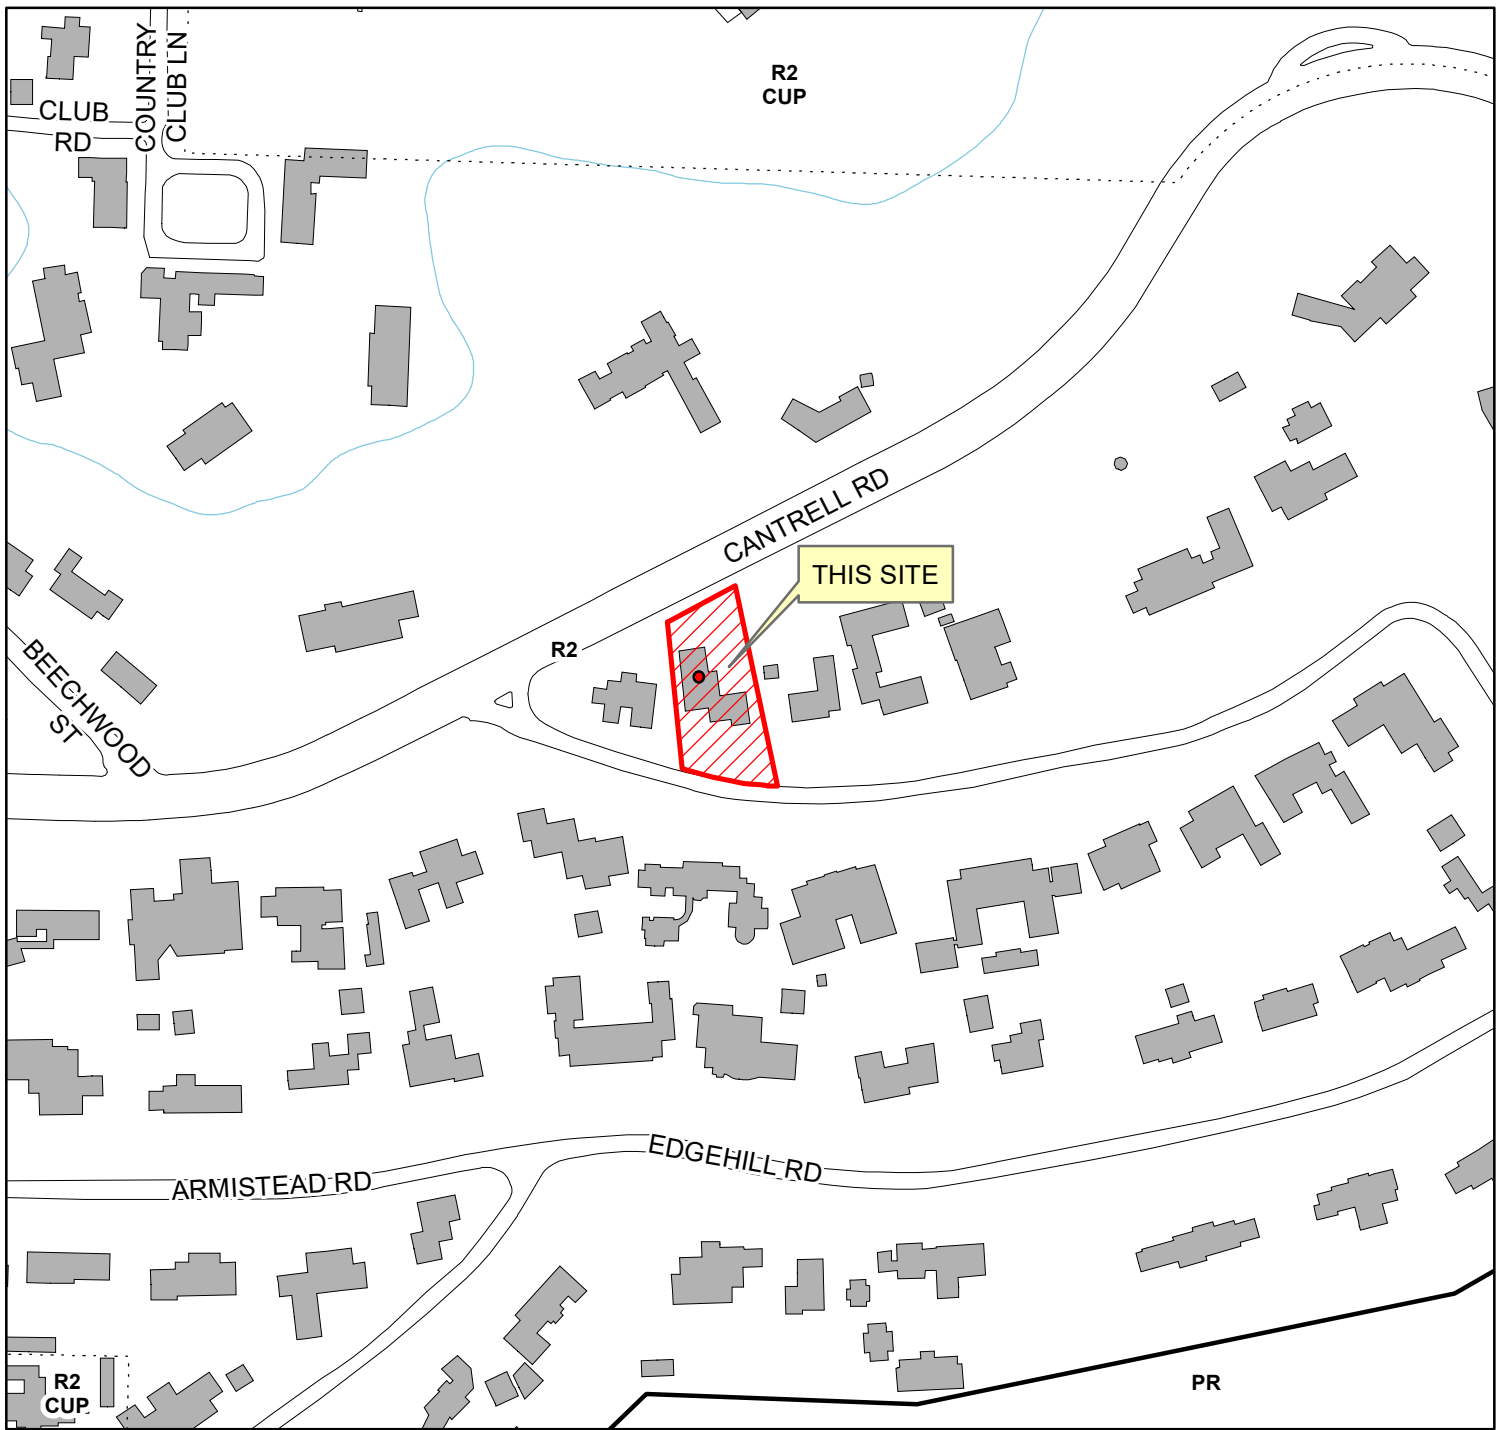 COUNTRY
CLUB LN
CLUB
RD
R2
CUP
CANTRELL RD
THIS SITE
R2
BEECHWOOD
ST
EDGEHILL RD
ARMISTEAD RD
R2
CUP
PR